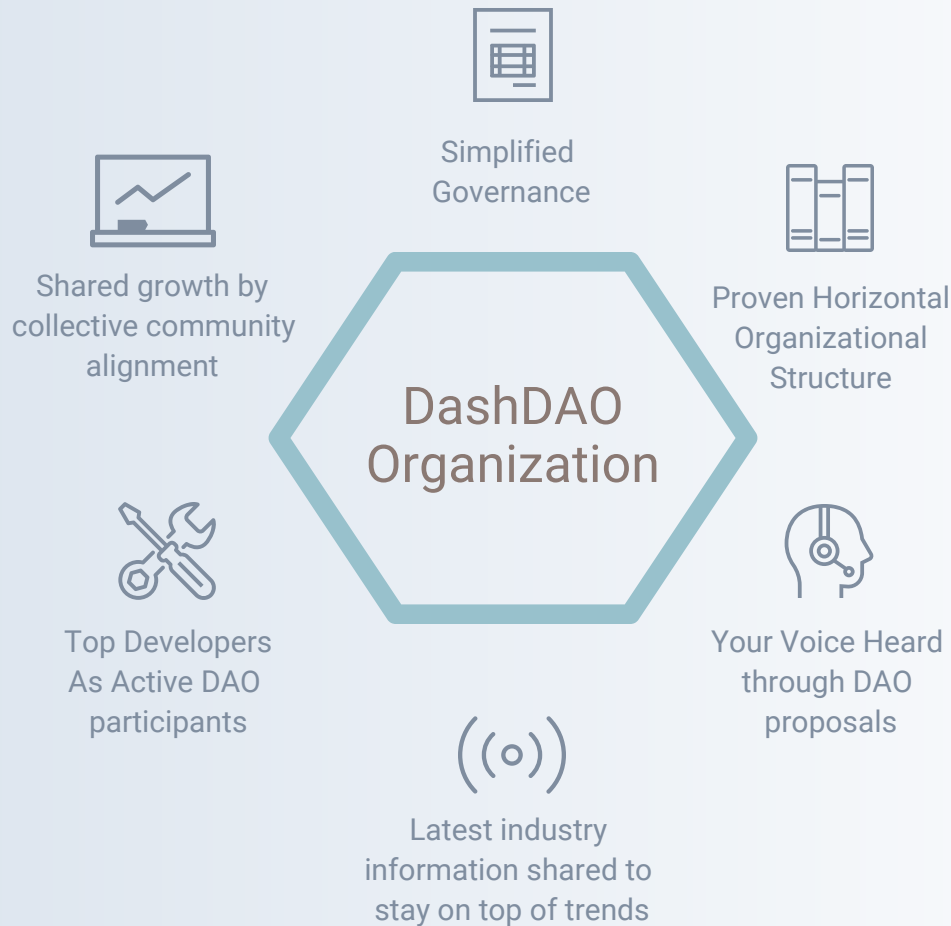 Simplified
Governance
Shared growth by
collective community
alignment
Proven Horizontal
Organizational
Structure
DashDAO
Organization
Top Developers
As Active DAO
participants
Your Voice Heard
through DAO
proposals
Latest industry
information shared to
stay on top of trends